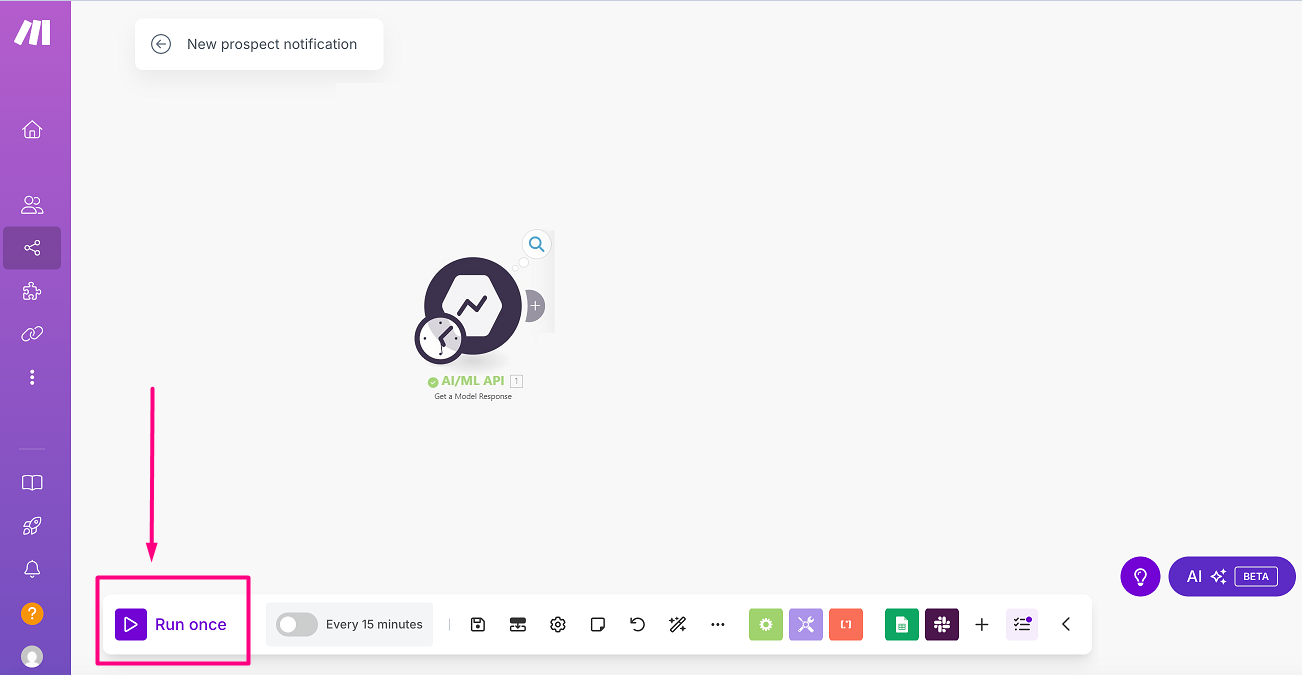 New prospect notification
AI/ML API 1
Get a Model Response
AI BETA
Run once
Every 15 minutes
?